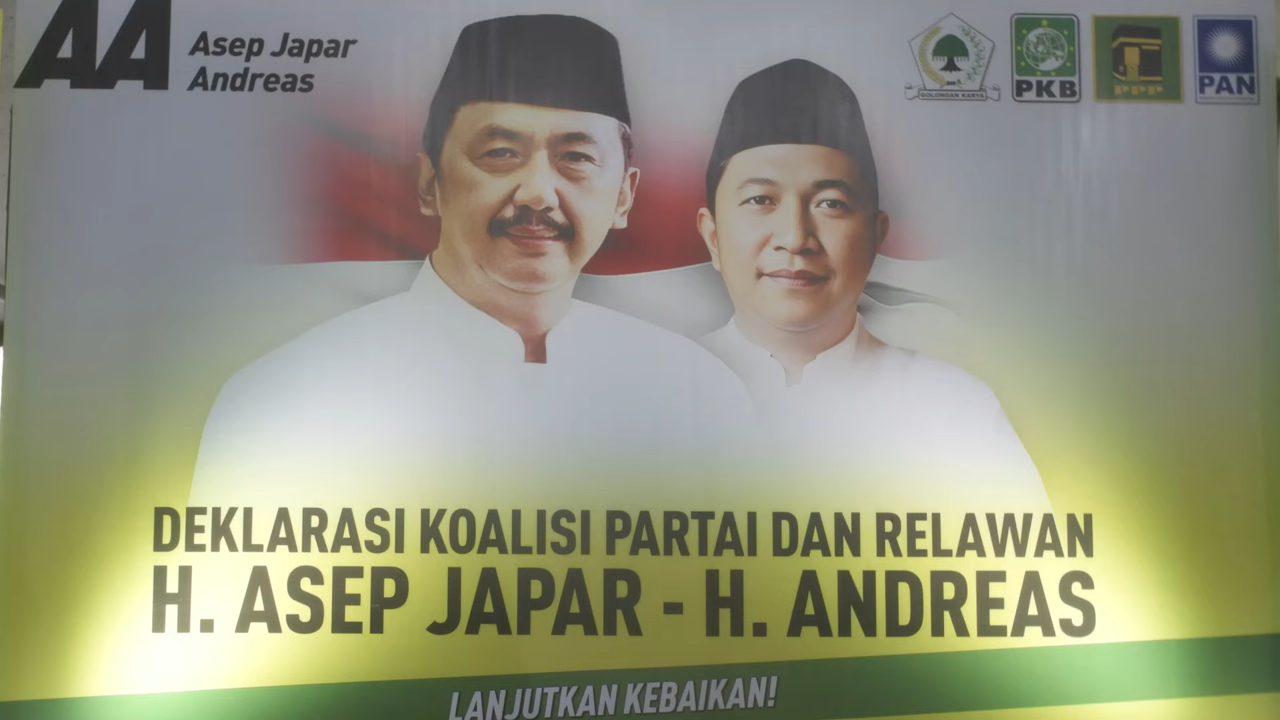 AA
Asep Japar
Andreas
GOLONGAN KARYA
PKB
PAN
DEKLARASI KOALISI PARTAI DAN RELAWAN
H. ASEP JAPAR - H. ANDREAS
LANJUTKAN KEBAIKAN!